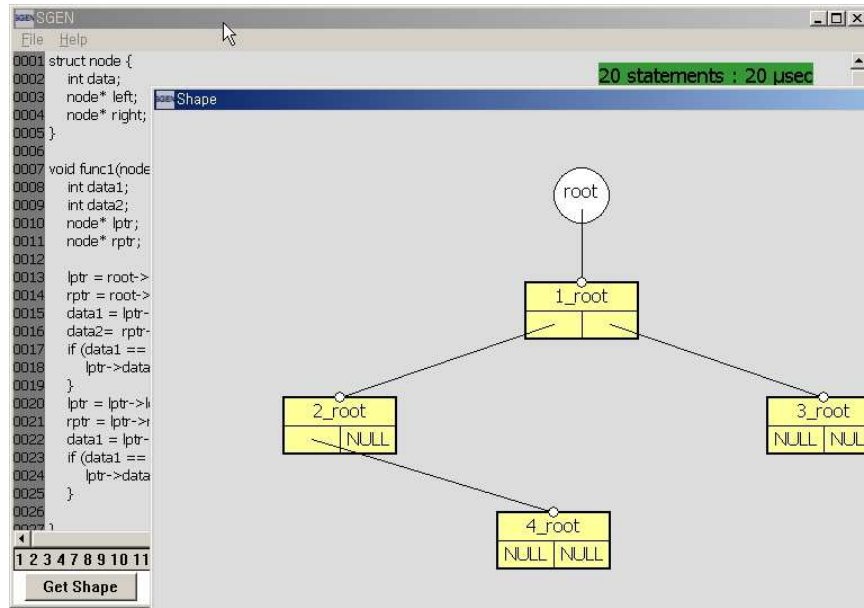 SGEN SGEN
File Help
0001 struct node {
0002 int data;
0003 node* left;
0004 node* right;
0005 }
0006
0007 void func1(node
0008 int data1;
0009 int data2;
0010 node* lptr;
0011 node* rptr;
0012
0013 lptr = root->
0014 rptr = root->
0015 data1 = lptr-
0016 data2= rptr-
0017 if (data1 ==
0018 lptr->data
0019 }
0020 lptr = lptr->l
0021 rptr = lptr->r
0022 data1 = lptr-
0023 if (data1 ==
0024 lptr->data
0025 }
0026
0027 }
1 2 3 4 7 8 9 10 11
Get Shape
20 statements : 20 µsec
SGEN Shape
root
1_root
2_root
NULL
3_root
NULL NULL
4_root
NULL NULL